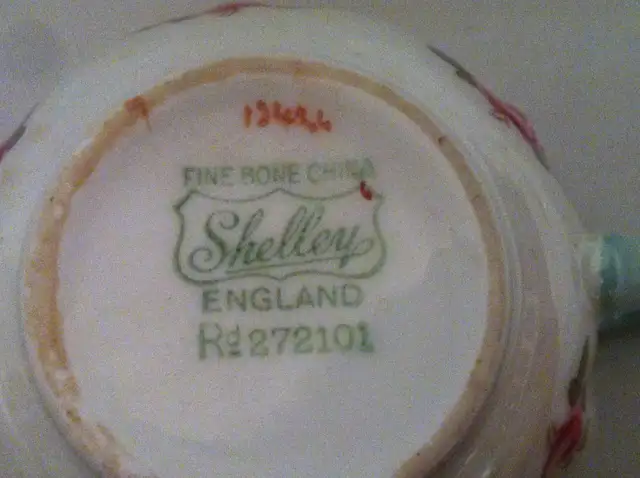 FINE BONE CHINA
Shelley
ENGLAND
Rd 272101